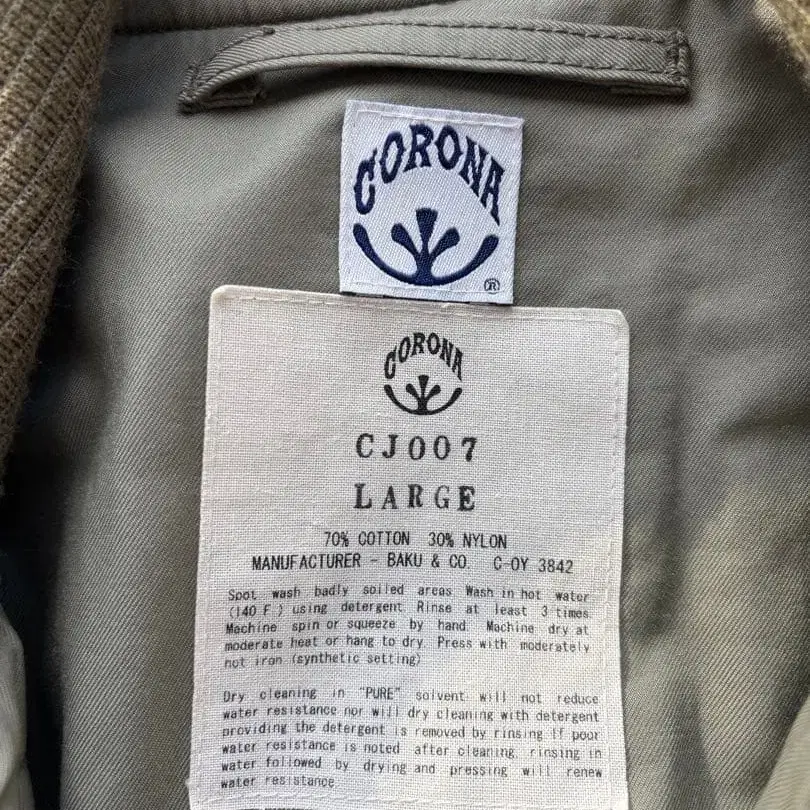 CORONA
®
CORONA
CJ007
LARGE
70% COTTON 30% NYLON
MANUFACTURER - BAKU & CO. C-OY 3842
Spot wash badly soiled areas. Wash in hot water
(140 F.) using detergent. Rinse at least 3 times.
Machine spin or squeeze by hand. Machine dry at
moderate heat or hang to dry. Press with moderately
hot iron (synthetic setting)
Dry cleaning in "PURE" solvent will not reduce
water resistance nor will dry cleaning with detergent
providing the detergent is removed by rinsing If poor
water resistance is noted after cleaning, rinsing in
water followed by drying and pressing will renew
water resistance